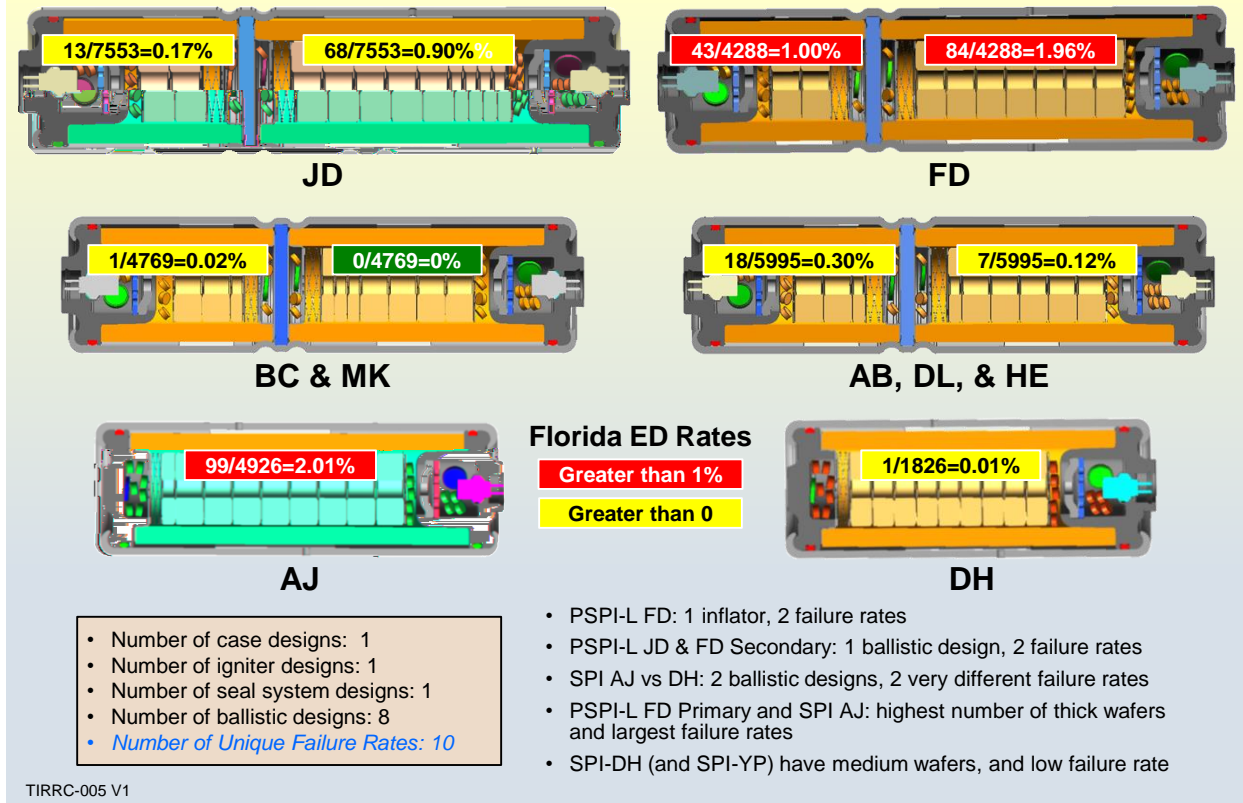 13/7553=0.17%
68/7553=0.90%%
43/4288=1.00%
84/4288=1.96%
JD
FD
1/4769=0.02%
0/4769=0%
18/5995=0.30%
7/5995=0.12%
BC & MK
AB, DL, & HE
99/4926=2.01%
Florida ED Rates
Greater than 1%
Greater than 0
1/1826=0.01%
AJ
DH
• Number of case designs: 1
• Number of igniter designs: 1
• Number of seal system designs: 1
• Number of ballistic designs: 8
• Number of Unique Failure Rates: 10
• PSPI-L FD: 1 inflator, 2 failure rates
• PSPI-L JD & FD Secondary: 1 ballistic design, 2 failure rates
• SPI AJ vs DH: 2 ballistic designs, 2 very different failure rates
• PSPI-L FD Primary and SPI AJ: highest number of thick wafers
and largest failure rates
• SPI-DH (and SPI-YP) have medium wafers, and low failure rate
TIRRC-005 V1